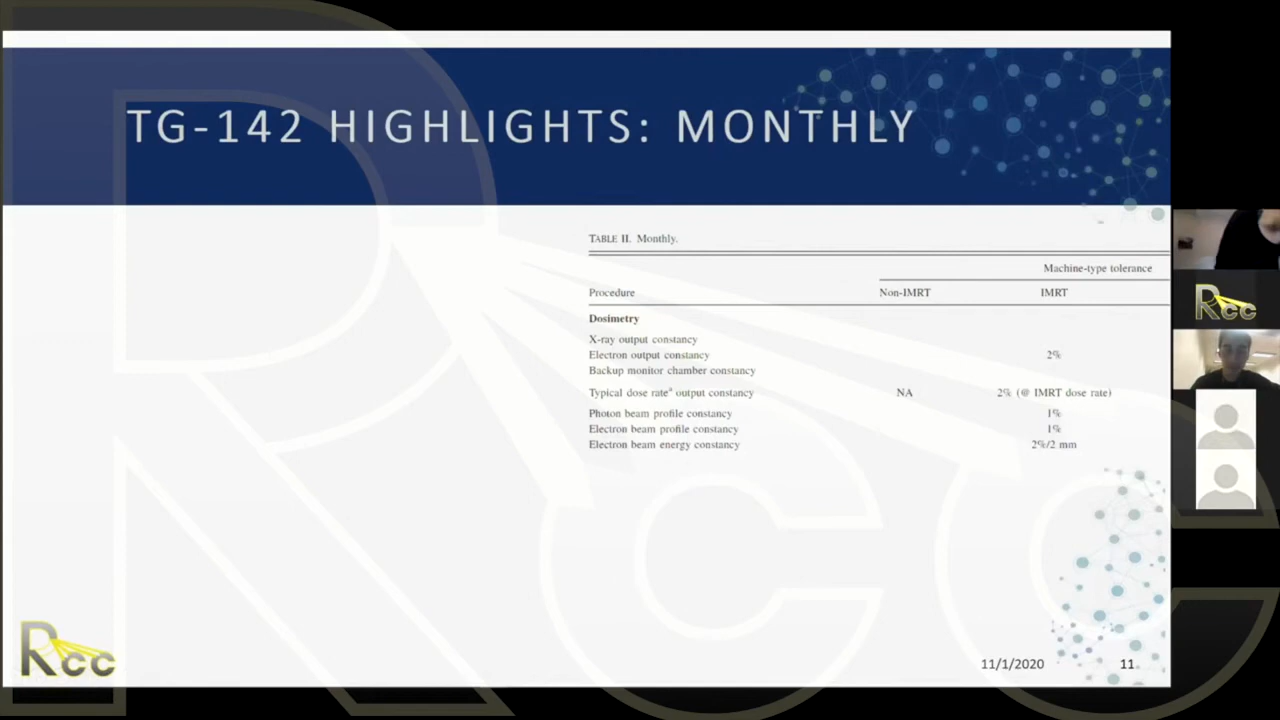 TG-142 HIGHLIGHTS: MONTHLY
TABLE II. Monthly.
Machine-type tolerance
Procedure Non-IMRT IMRT
Dosimetry
X-ray output constancy
Electron output constancy 2%
Backup monitor chamber constancy
Typical dose rateª output constancy NA 2% (@ IMRT dose rate)
Photon beam profile constancy 1%
Electron beam profile constancy 1%
Electron beam energy constancy 2%/2 mm
Rcc
Rcc
Rcc
11/1/2020 11